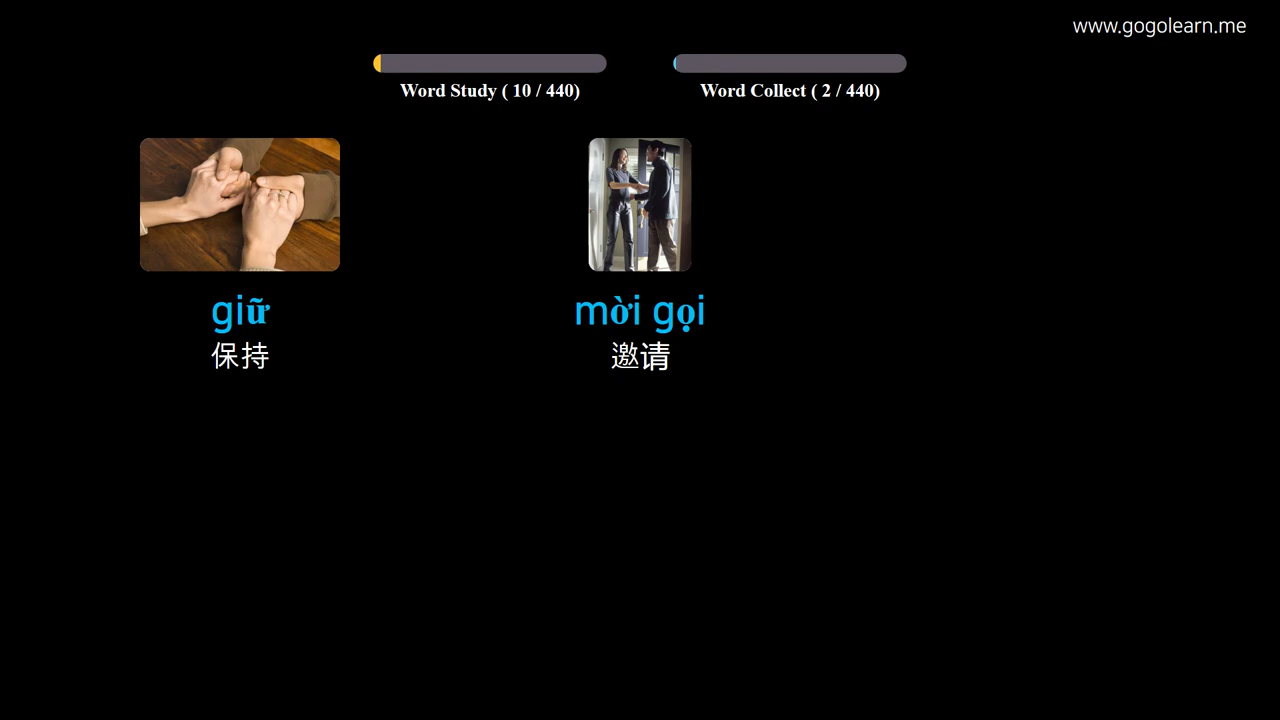 www.gogolearn.me
Word Study ( 10 / 440)
Word Collect ( 2 / 440)
giữ
mời gọi
保持
邀请